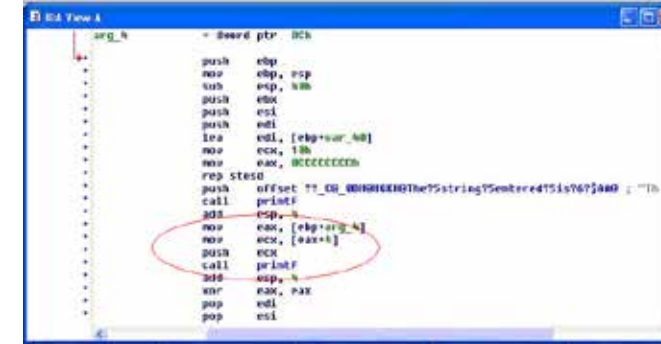 IDA View-A
arg_4 = dword ptr 0Ch
push ebp
mov ebp, esp
sub esp, 40h
push ebx
push esi
push edi
lea edi, [ebp+var_40]
mov ecx, 10h
mov eax, 0CCCCCCCCh
rep stosd
push offset ; "Th
call printf
add esp, 4
mov eax, [ebp+arg_4]
mov ecx, [eax+4]
push ecx
call printf
add esp, 4
xor eax, eax
pop edi
pop esi